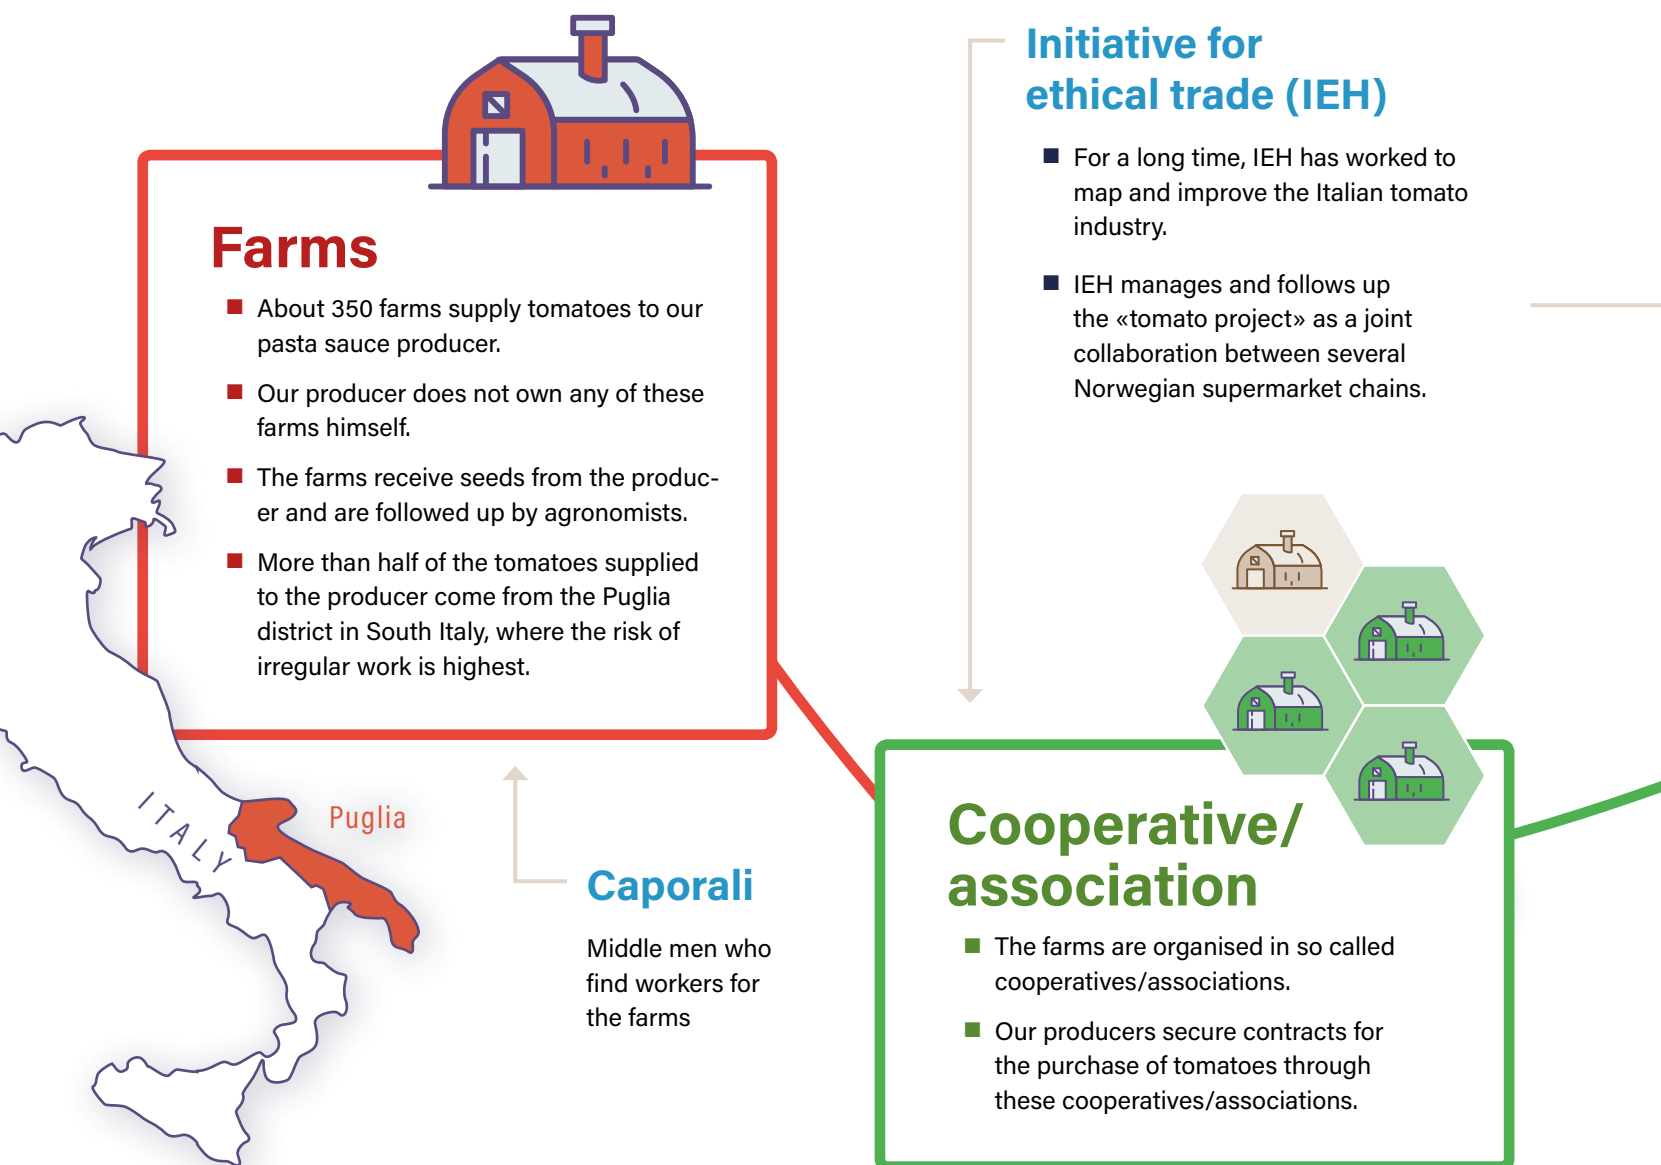 Farms
About 350 farms supply tomatoes to our
pasta sauce producer.
Our producer does not own any of these
farms himself.
The farms receive seeds from the produc-
er and are followed up by agronomists.
More than half of the tomatoes supplied
to the producer come from the Puglia
district in South Italy, where the risk of
irregular work is highest.
ITALY
Puglia
Caporali
Middle men who
find workers for
the farms
Initiative for
ethical trade (IEH)
For a long time, IEH has worked to
map and improve the Italian tomato
industry.
IEH manages and follows up
the «tomato project» as a joint
collaboration between several
Norwegian supermarket chains.
Cooperative/
association
The farms are organised in so called
cooperatives/associations.
Our producers secure contracts for
the purchase of tomatoes through
these cooperatives/associations.